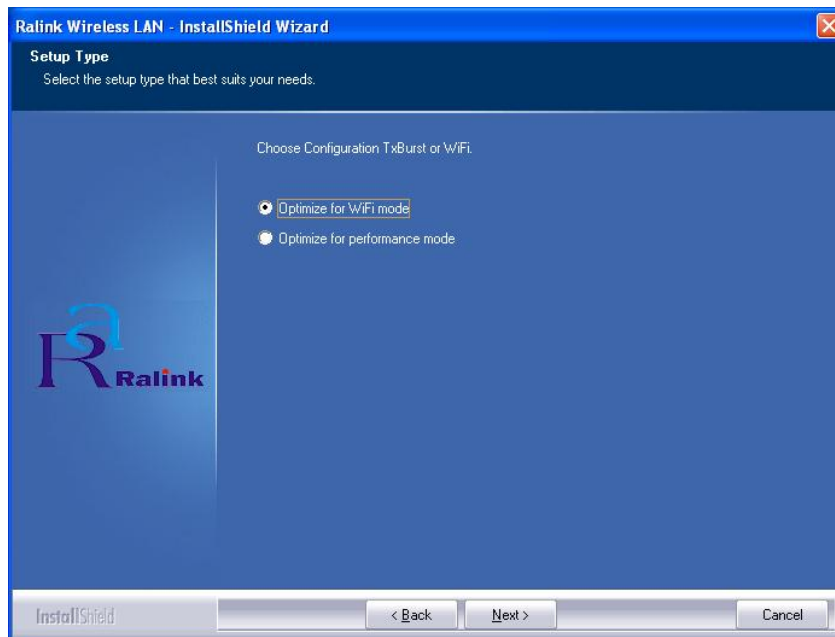 Ralink Wireless LAN - InstallShield Wizard
Setup Type
Select the setup type that best suits your needs.
Choose Configuration TxBurst or WiFi.
Optimize for WiFi mode
Optimize for performance mode
Ra
Ralink
InstallShield
< Back
Next >
Cancel